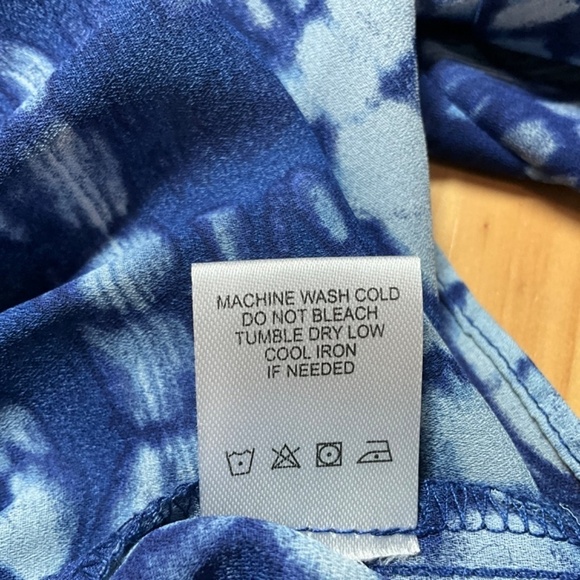 MACHINE WASH COLD
DO NOT BLEACH
TUMBLE DRY LOW
COOL IRON
IF NEEDED